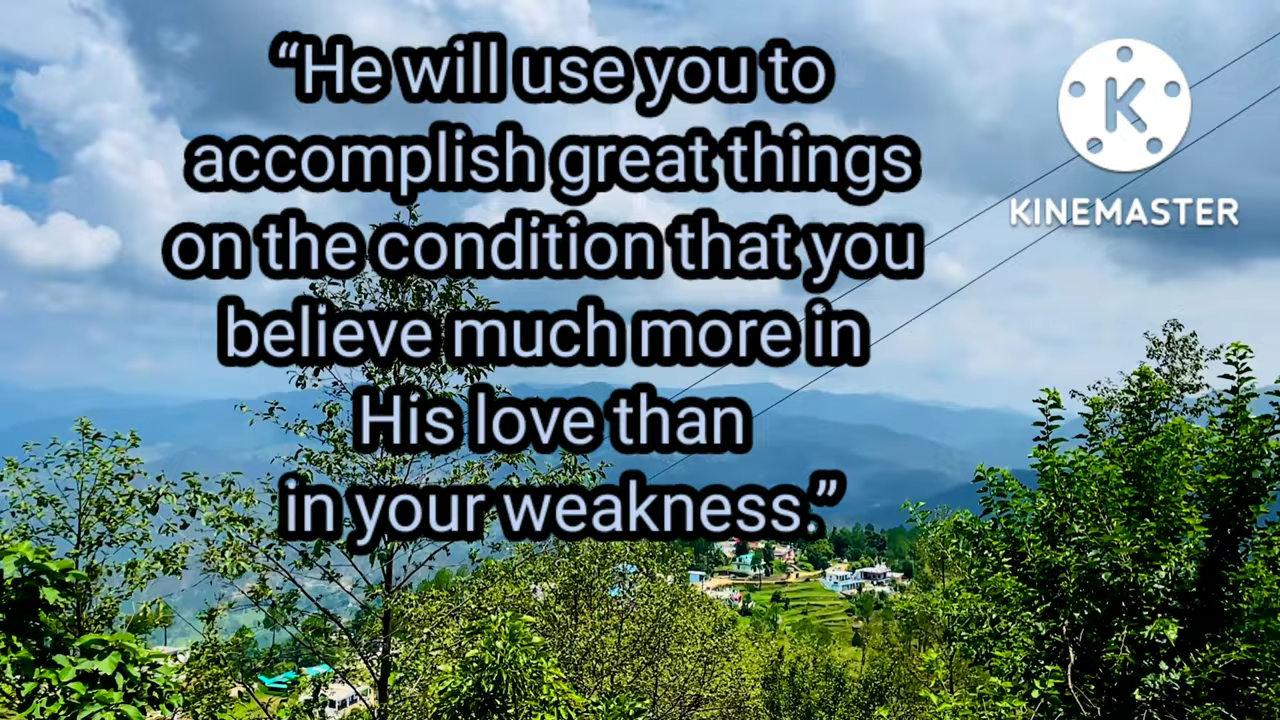 “He will use you to
accomplish great things
on the condition that you
believe much more in
His love than
in your weakness.”
K
KINEMASTER